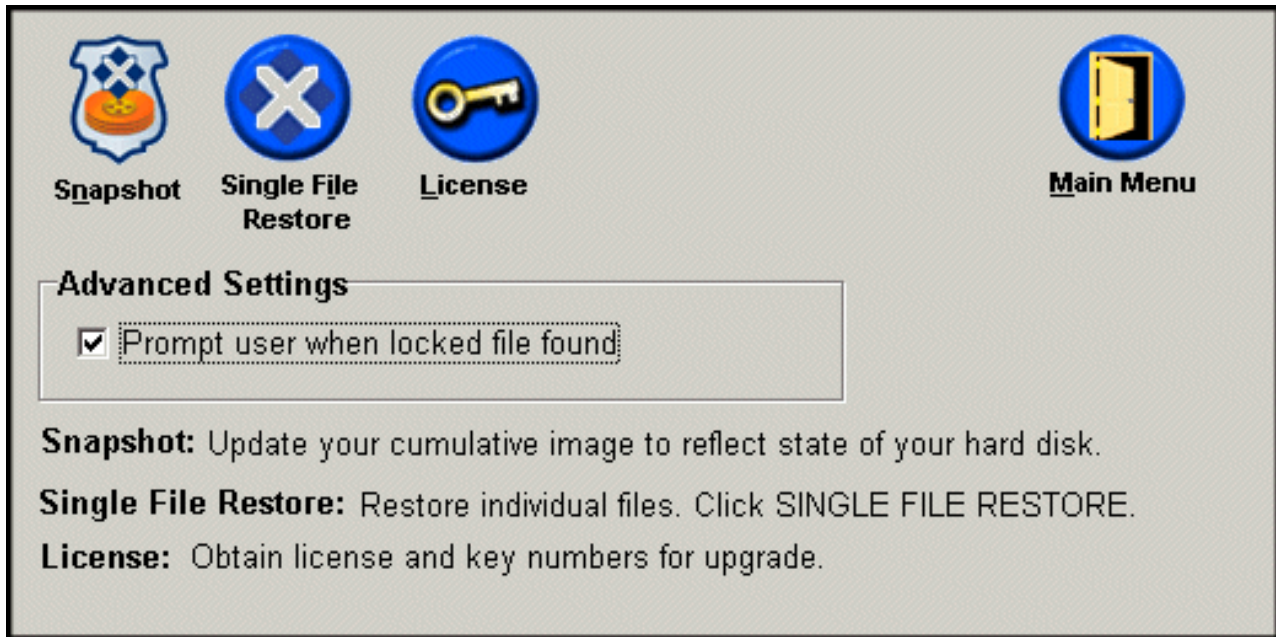 Snapshot
Single File
Restore
License
Main Menu
Advanced Settings
Prompt user when locked file found
Snapshot: Update your cumulative image to reflect state of your hard disk.
Single File Restore: Restore individual files. Click SINGLE FILE RESTORE.
License: Obtain license and key numbers for upgrade.